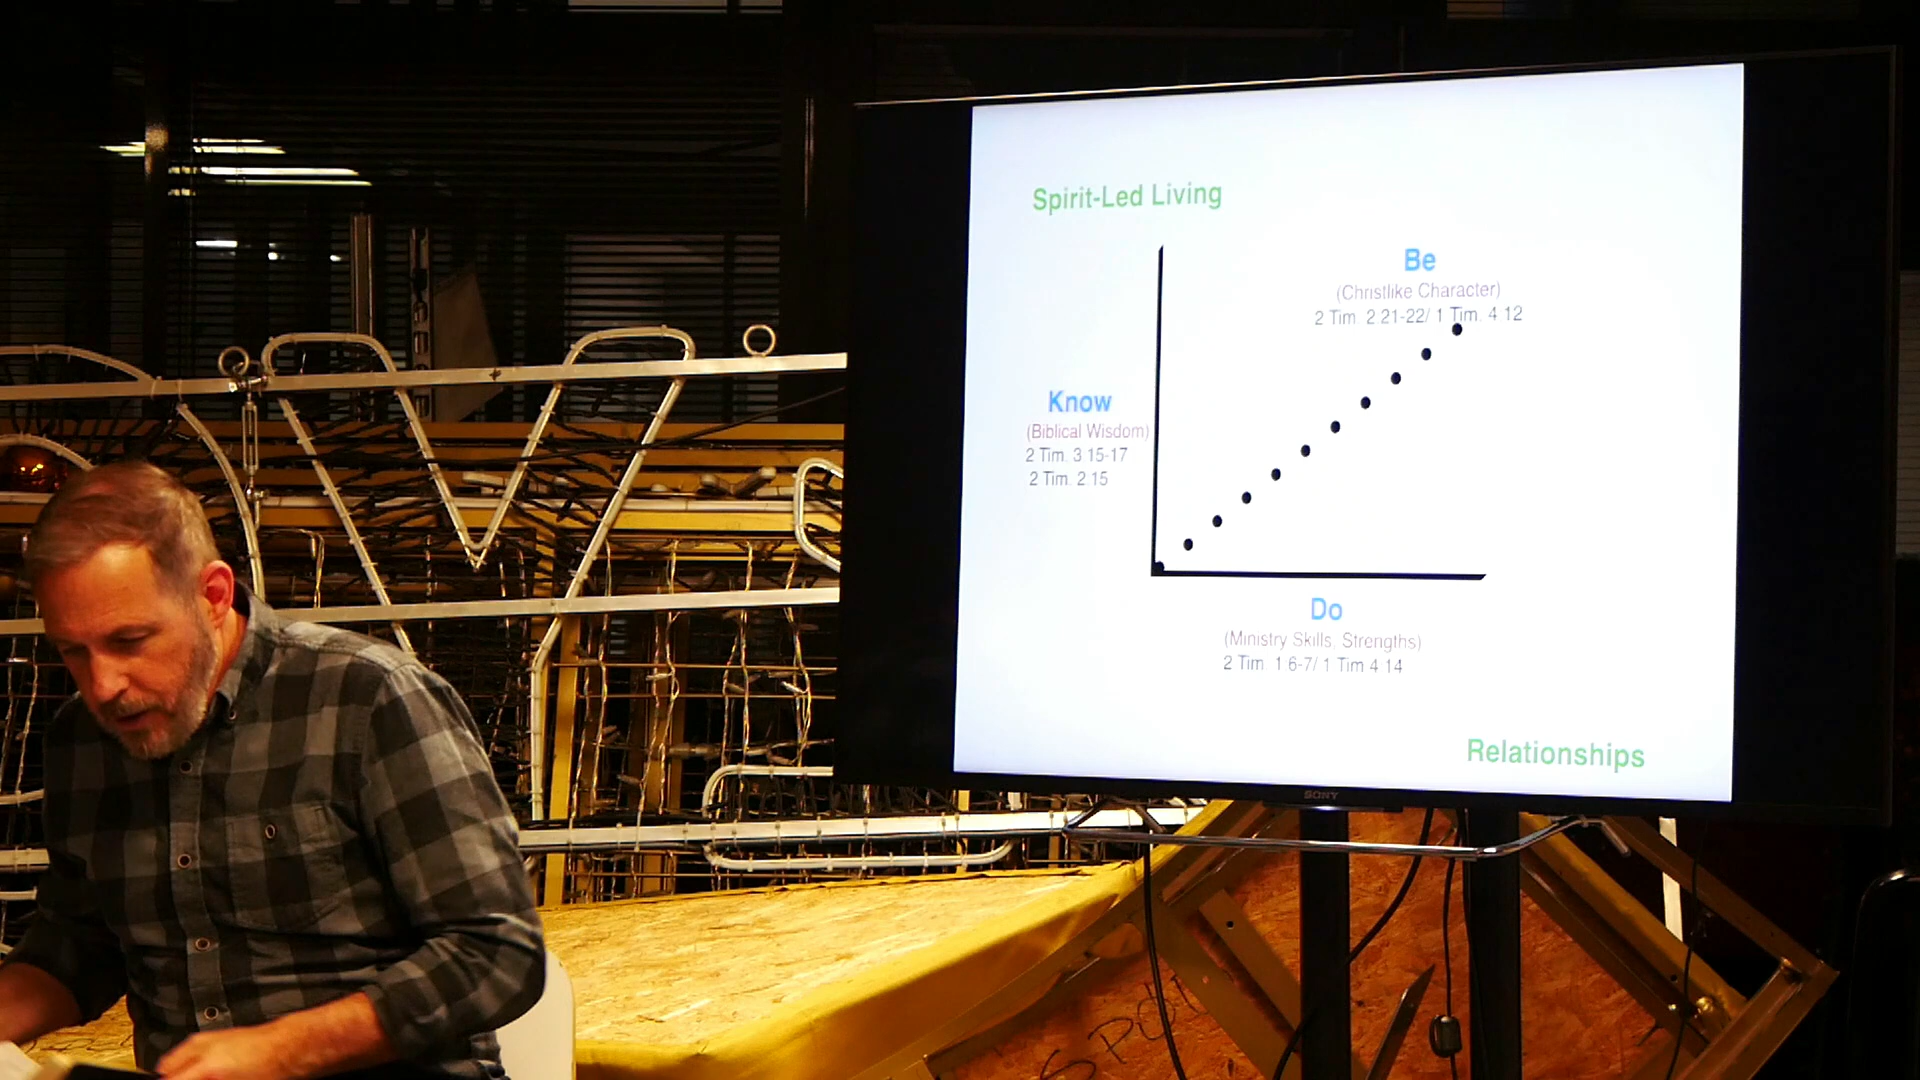 Spirit-Led Living
Be
(Christlike Character)
2 Tim. 2 21-22/ 1 Tim. 4 12
Know
(Biblical Wisdom)
2 Tim. 3 15-17
2 Tim. 2 15
Do
(Ministry Skills, Strengths)
2 Tim 1 6-7/ 1 Tim 4 14
Relationships
SONY